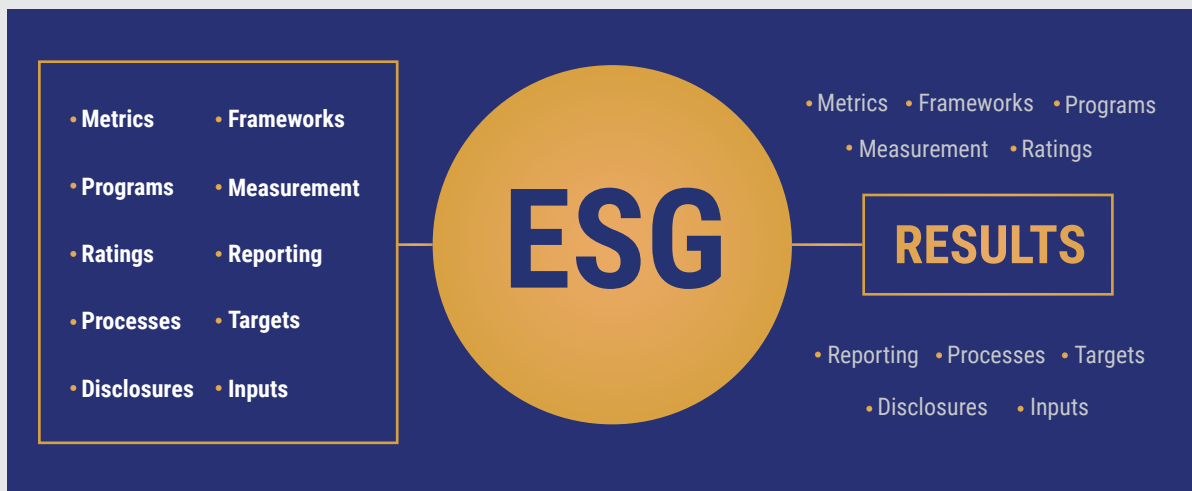 • Metrics • Frameworks
• Programs • Measurement
• Ratings • Reporting
• Processes • Targets
• Disclosures • Inputs
ESG
• Metrics • Frameworks • Programs
• Measurement • Ratings
RESULTS
• Reporting • Processes • Targets
• Disclosures • Inputs